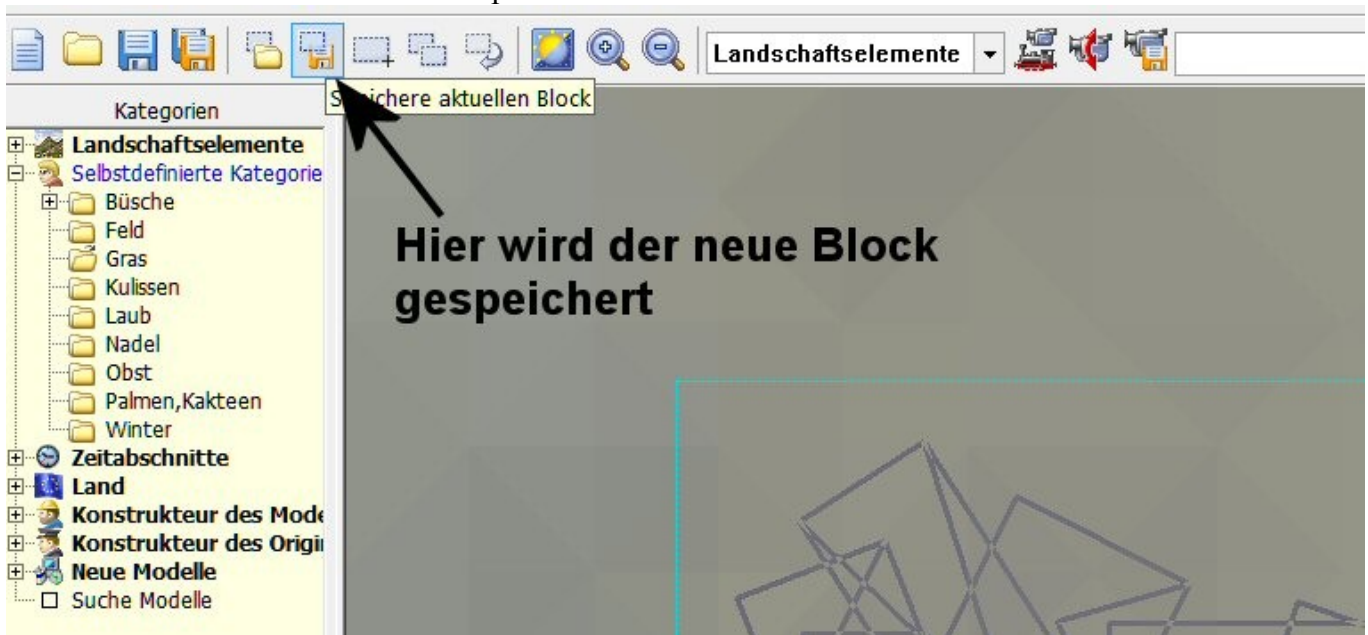 Landschaftselemente
Speichere aktuellen Block
Kategorien
Landschaftselemente
Selbstdefinierte Kategorie
Büsche
Feld
Gras
Kulissen
Laub
Nadel
Obst
Palmen,Kakteen
Winter
Zeitabschnitte
Land
Konstrukteur des Mode
Konstrukteur des Origi
Neue Modelle
Suche Modelle
Hier wird der neue Block
gespeichert